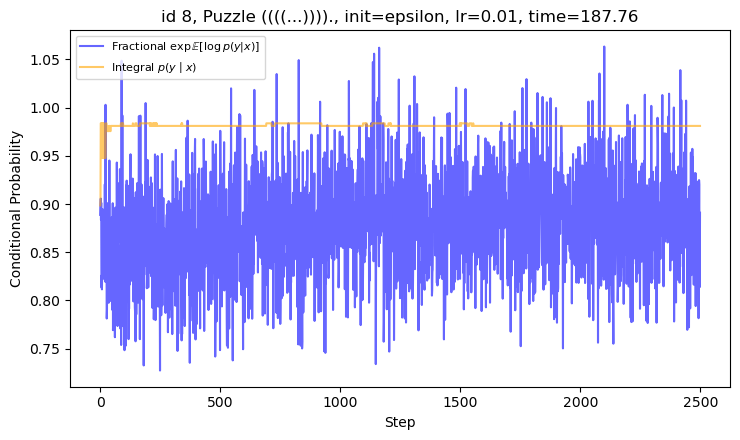 id 8, Puzzle ((((...))))., init=epsilon, lr=0.01, time=187.76
Fractional exp𝔼[log p(y|x)]
Integral p(y | x)
Conditional Probability
1.05
1.00
0.95
0.90
0.85
0.80
0.75
0
500
1000
1500
2000
2500
Step